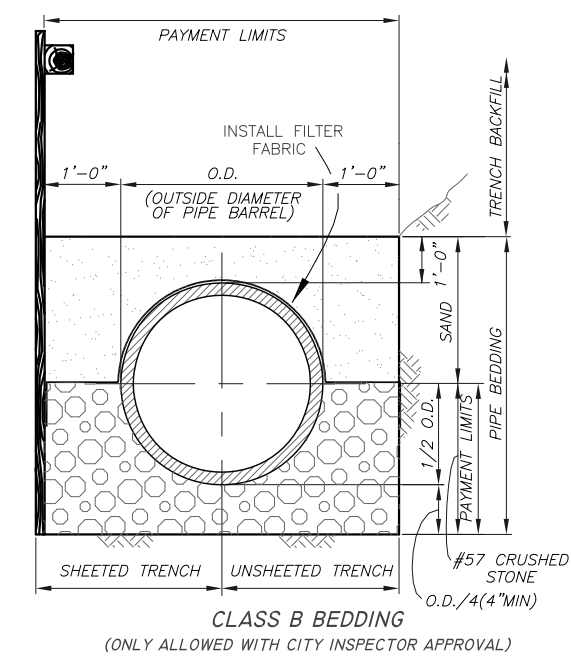 PAYMENT LIMITS
INSTALL FILTER
FABRIC
1'-0"
O.D.
1'-0"
(OUTSIDE DIAMETER
OF PIPE BARREL)
TRENCH BACKFILL
1'-0"
SAND
PIPE BEDDING
1/2 O.D.
PAYMENT LIMITS
#57 CRUSHED
STONE
SHEETED TRENCH
UNSHEETED TRENCH
O.D./4(4"MIN)
CLASS B BEDDING
(ONLY ALLOWED WITH CITY INSPECTOR APPROVAL)